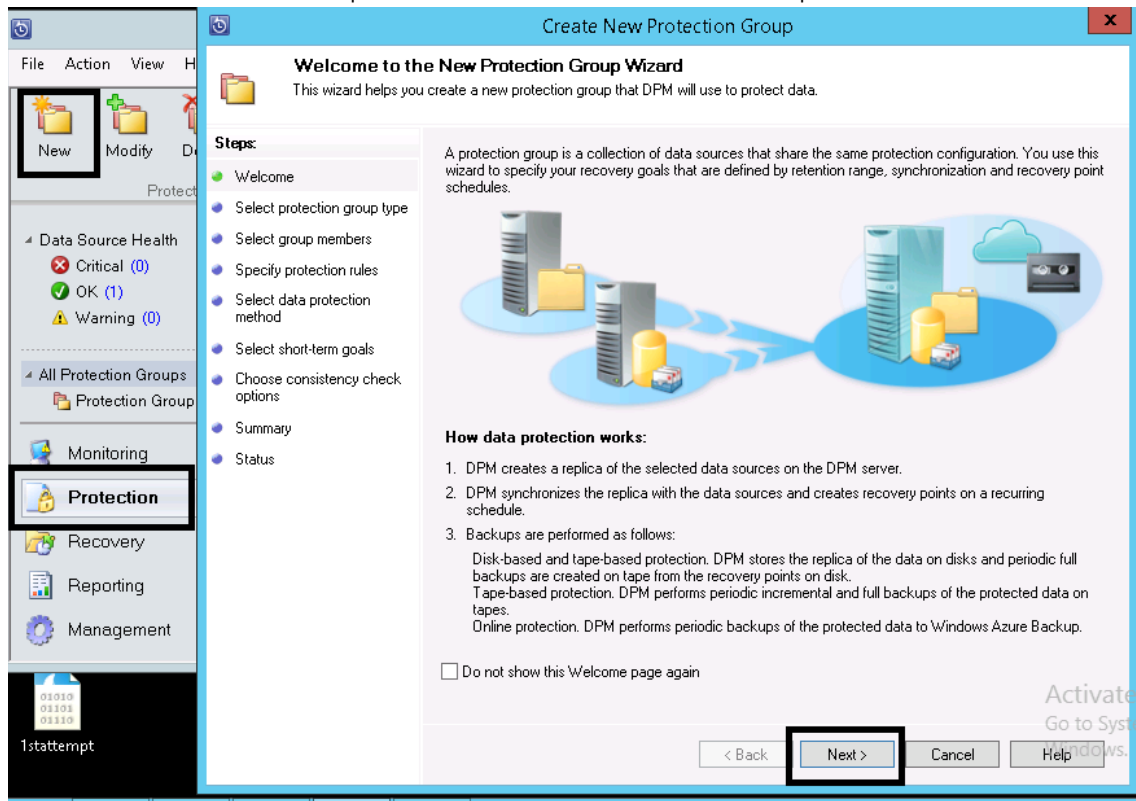 Create New Protection Group
x
File Action View H
New
Modify
Protect
Data Source Health
Critical (0)
OK (1)
Warning (0)
All Protection Groups
Protection Group
Monitoring
Protection
Recovery
Reporting
Management
01010
01101
01110
1stattempt
Welcome to the New Protection Group Wizard
This wizard helps you create a new protection group that DPM will use to protect data.
Steps:
Welcome
Select protection group type
Select group members
Specify protection rules
Select data protection
method
Select short-term goals
Choose consistency check
options
Summary
Status
A protection group is a collection of data sources that share the same protection configuration. You use this
wizard to specify your recovery goals that are defined by retention range, synchronization and recovery point
schedules.
How data protection works:
1. DPM creates a replica of the selected data sources on the DPM server.
2. DPM synchronizes the replica with the data sources and creates recovery points on a recurring
schedule.
3. Backups are performed as follows:
Disk-based and tape-based protection. DPM stores the replica of the data on disks and periodic full
backups are created on tape from the recovery points on disk.
Tape-based protection. DPM performs periodic incremental and full backups of the protected data on
tapes.
Online protection. DPM performs periodic backups of the protected data to Windows Azure Backup.
Do not show this Welcome page again
Activate
Go to Syst
Windows.
< Back
Next >
Cancel
Help